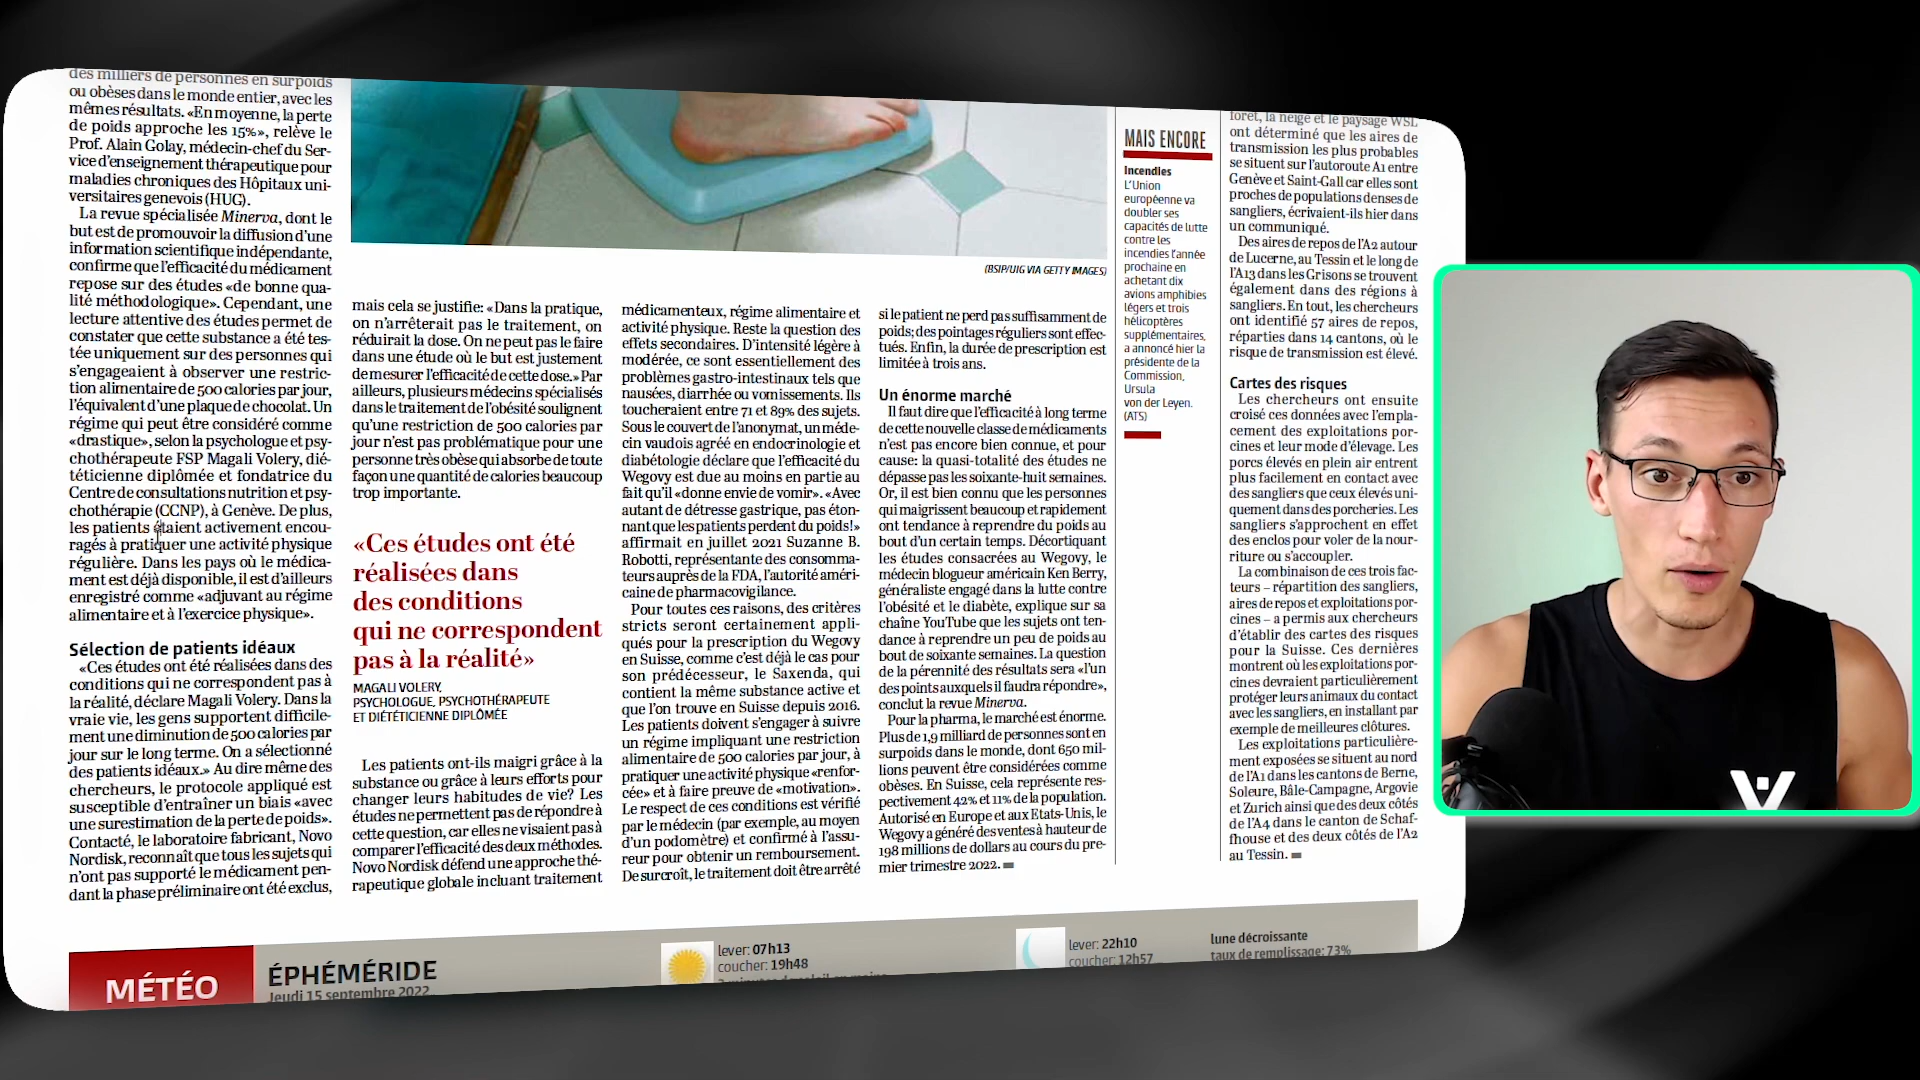 des milliers de personnes en surpoids
ou obèses dans le monde entier, avec les
mêmes résultats. «En moyenne, la perte
de poids approche les 15%», relève le
Prof. Alain Golay, médecin-chef du Ser-
vice d'enseignement thérapeutique pour
maladies chroniques des Hôpitaux uni-
versitaires genevois (HUG).
La revue spécialisée Minerva, dont le
but est de promouvoir la diffusion d'une
information scientifique indépendante,
confirme que l'efficacité du médicament
repose sur des études «de bonne qua-
lité méthodologique». Cependant, une
lecture attentive des études permet de
constater que cette substance a été tes-
tée uniquement sur des personnes qui
s'engageaient à observer une restric-
tion alimentaire de 500 calories par jour,
l'équivalent d'une plaque de chocolat. Un
régime qui peut être considéré comme
«drastique», selon la psychologue et psy-
chothérapeute FSP Magali Volery, dié-
téticienne diplômée et fondatrice du
Centre de consultations nutrition et psy-
chothérapie (CCNP), à Genève. De plus,
les patients étaient activement encou-
ragés à pratiquer une activité physique
régulière. Dans les pays où le médica-
ment est déjà disponible, il est d'ailleurs
enregistré comme «adjuvant au régime
alimentaire et à l'exercice physique».
Sélection de patients idéaux
«Ces études ont été réalisées dans des
conditions qui ne correspondent pas à
la réalité, déclare Magali Volery. Dans la
vraie vie, les gens supportent difficile-
ment une diminution de 500 calories par
jour sur le long terme. On a sélectionné
des patients idéaux.» Au dire même des
chercheurs, le protocole appliqué est
susceptible d'entraîner un biais «avec
une surestimation de la perte de poids».
Contacté, le laboratoire fabricant, Novo
Nordisk, reconnaît que tous les sujets qui
n'ont pas supporté le médicament pen-
dant la phase préliminaire ont été exclus,
(BSIP/UIG VIA GETTY IMAGES)
mais cela se justifie: «Dans la pratique,
on n'arrêterait pas le traitement, on
réduirait la dose. On ne peut pas le faire
dans une étude où le but est justement
de mesurer l'efficacité de cette dose.» Par
ailleurs, plusieurs médecins spécialisés
dans le traitement de l'obésité soulignent
qu'une restriction de 500 calories par
jour n'est pas problématique pour une
personne très obèse qui absorbe de toute
façon une quantité de calories beaucoup
trop importante.
«Ces études ont été
réalisées dans
des conditions
qui ne correspondent
pas à la réalité»
MAGALI VOLERY,
PSYCHOLOGUE, PSYCHOTHÉRAPEUTE
ET DIÉTÉTICIENNE DIPLÔMÉE
Les patients ont-ils maigri grâce à la
substance ou grâce à leurs efforts pour
changer leurs habitudes de vie? Les
études ne permettent pas de répondre à
cette question, car elles ne visaient pas à
comparer l'efficacité des deux méthodes.
Novo Nordisk défend une approche thé-
rapeutique globale incluant traitement
médicamenteux, régime alimentaire et
activité physique. Reste la question des
effets secondaires. D'intensité légère à
modérée, ce sont essentiellement des
problèmes gastro-intestinaux tels que
nausées, diarrhée ou vomissements. Ils
toucheraient entre 71 et 89% des sujets.
Sous le couvert de l'anonymat, un méde-
cin vaudois agréé en endocrinologie et
diabétologie déclare que l'efficacité du
Wegovy est due au moins en partie au
fait qu'il «donne envie de vomir». «Avec
autant de détresse gastrique, pas éton-
nant que les patients perdent du poids!»
affirmait en juillet 2021 Suzanne B.
Robotti, représentante des consomma-
teurs auprès de la FDA, l'autorité améri-
caine de pharmacovigilance.
Pour toutes ces raisons, des critères
stricts seront certainement appli-
qués pour la prescription du Wegovy
en Suisse, comme c'est déjà le cas pour
son prédécesseur, le Saxenda, qui
contient la même substance active et
que l'on trouve en Suisse depuis 2016.
Les patients doivent s'engager à suivre
un régime impliquant une restriction
alimentaire de 500 calories par jour, à
pratiquer une activité physique «renfor-
cée» et à faire preuve de «motivation».
Le respect de ces conditions est vérifié
par le médecin (par exemple, au moyen
d'un podomètre) et confirmé à l'assu-
reur pour obtenir un remboursement.
De surcroît, le traitement doit être arrêté
si le patient ne perd pas suffisamment de
poids; des pointages réguliers sont effec-
tués. Enfin, la durée de prescription est
limitée à trois ans.
Un énorme marché
Il faut dire que l'efficacité à long terme
de cette nouvelle classe de médicaments
n'est pas encore bien connue, et pour
cause: la quasi-totalité des études ne
dépasse pas les soixante-huit semaines.
Or, il est bien connu que les personnes
qui maigrissent beaucoup et rapidement
ont tendance à reprendre du poids au
bout d'un certain temps. Décortiquant
les études consacrées au Wegovy, le
médecin blogueur américain Ken Berry,
généraliste engagé dans la lutte contre
l'obésité et le diabète, explique sur sa
chaîne YouTube que les sujets ont ten-
dance à reprendre un peu de poids au
bout de soixante semaines. La question
de la pérennité des résultats sera «l'un
des points auxquels il faudra répondre»,
conclut la revue Minerva.
Pour la pharma, le marché est énorme.
Plus de 1,9 milliard de personnes sont en
surpoids dans le monde, dont 650 mil-
lions peuvent être considérées comme
obèses. En Suisse, cela représente res-
pectivement 42% et 11% de la population.
Autorisé en Europe et aux Etats-Unis, le
Wegovy a généré des ventes à hauteur de
198 millions de dollars au cours du pre-
mier trimestre 2022.
MAIS ENCORE
Incendies
L'Union
européenne va
doubler ses
capacités de lutte
contre les
incendies l'année
prochaine en
achetant dix
avions amphibies
légers et trois
hélicoptères
supplémentaires,
a annoncé hier la
présidente de la
Commission,
Ursula
von der Leyen.
(ATS)
forêt, la neige et le paysage WSL
ont déterminé que les aires de
transmission les plus probables
se situent sur l'autoroute A1 entre
Genève et Saint-Gall car elles sont
proches de populations denses de
sangliers, écrivaient-ils hier dans
un communiqué.
Des aires de repos de l'A2 autour
de Lucerne, au Tessin et le long de
l'A13 dans les Grisons se trouvent
également dans des régions à
sangliers. En tout, les chercheurs
ont identifié 57 aires de repos,
réparties dans 14 cantons, où le
risque de transmission est élevé.
Cartes des risques
Les chercheurs ont ensuite
croisé ces données avec l'empla-
cement des exploitations por-
cines et leur mode d'élevage. Les
porcs élevés en plein air entrent
plus facilement en contact avec
des sangliers que ceux élevés uni-
quement dans des porcheries. Les
sangliers s'approchent en effet
des enclos pour voler de la nour-
riture ou s'accoupler.
La combinaison de ces trois fac-
teurs – répartition des sangliers,
aires de repos et exploitations por-
cines – a permis aux chercheurs
d'établir des cartes des risques
pour la Suisse. Ces dernières
montrent où les exploitations por-
cines devraient particulièrement
protéger leurs animaux du contact
avec les sangliers, en installant par
exemple de meilleures clôtures.
Les exploitations particulière-
ment exposées se situent au nord
de l'A1 dans les cantons de Berne,
Soleure, Bâle-Campagne, Argovie
et Zurich ainsi que des deux côtés
de l'A4 dans le canton de Schaf-
fhouse et des deux côtés de l'A2
au Tessin.
MÉTÉO
ÉPHÉMÉRIDE
Jeudi 15 septembre 2022
lever: 07h13
coucher: 19h48
lever: 22h10
coucher: 12h57
lune décroissante
taux de remplissage: 73%